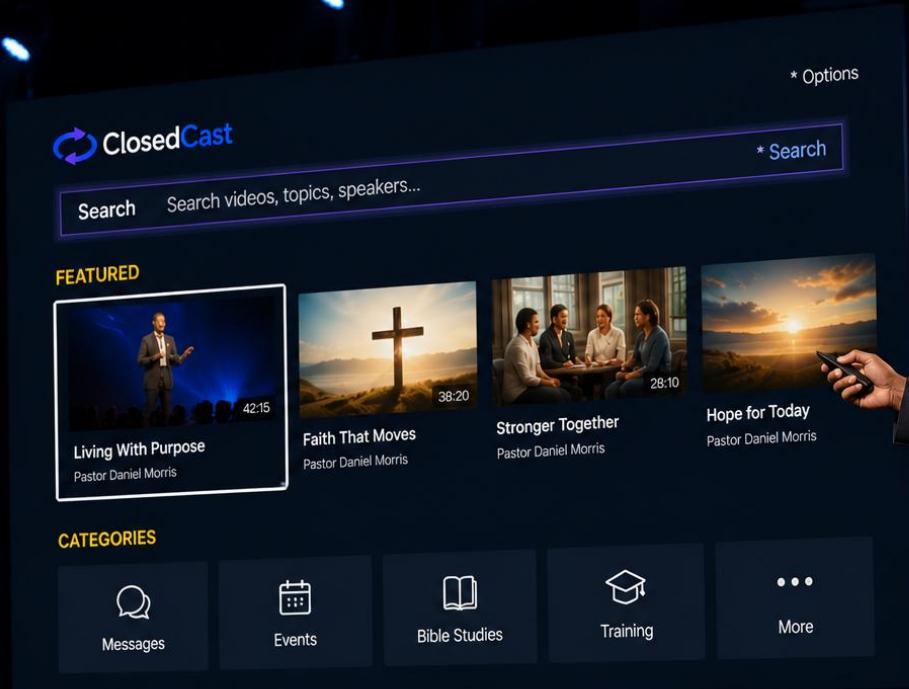 * Options
ClosedCast
Search Search videos, topics, speakers... * Search
FEATURED
42:15
38:20
28:10
Living With Purpose
Pastor Daniel Morris
Faith That Moves
Pastor Daniel Morris
Stronger Together
Pastor Daniel Morris
Hope for Today
Pastor Daniel Morris
CATEGORIES
Messages
Events
Bible Studies
Training
More